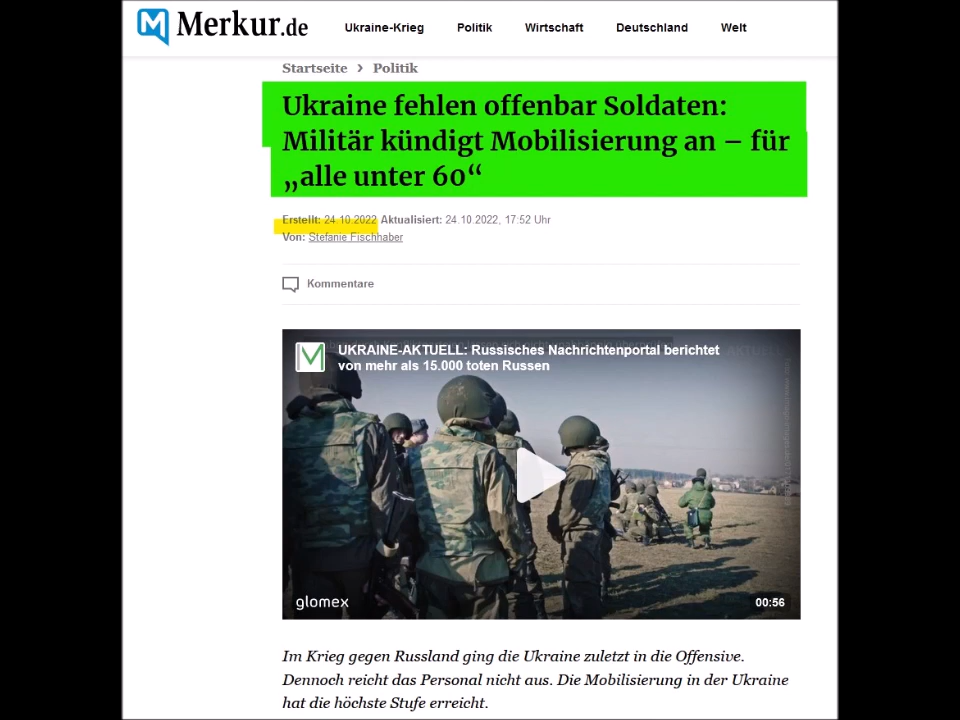 Merkur.de
Ukraine-Krieg Politik Wirtschaft Deutschland Welt
Startseite › Politik
Ukraine fehlen offenbar Soldaten:
Militär kündigt Mobilisierung an – für
„alle unter 60“
Erstellt: 24.10.2022 Aktualisiert: 24.10.2022, 17:52 Uhr
Von: Stefanie Fischhaber
Kommentare
UKRAINE-AKTUELL: Russisches Nachrichtenportal berichtet
von mehr als 15.000 toten Russen
glomex
00:56
Im Krieg gegen Russland ging die Ukraine zuletzt in die Offensive.
Dennoch reicht das Personal nicht aus. Die Mobilisierung in der Ukraine
hat die höchste Stufe erreicht.